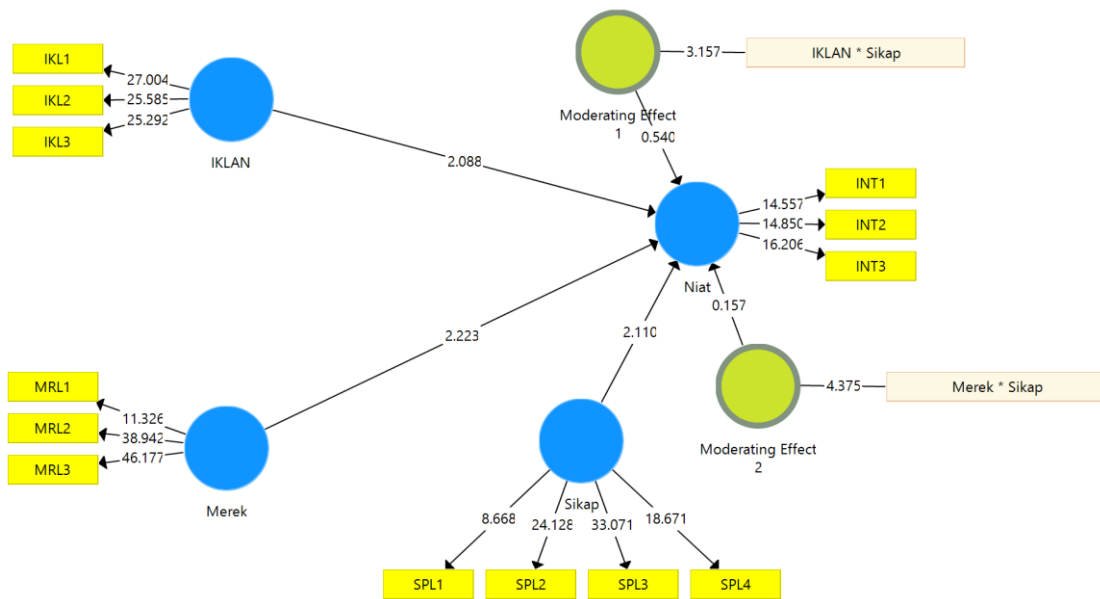 IKL1
27.004
IKL2
25.585
IKL3
25.292
IKLAN
3.157
IKLAN * Sikap
Moderating Effect
1
0.540
2.088
INT1
14.557
INT2
14.850
INT3
16.206
Niat
0.157
2.223
2.110
MRL1
11.326
MRL2
38.942
MRL3
46.177
Merek
4.375
Merek * Sikap
Moderating Effect
2
Sikap
8.668
24.128
33.071
18.671
SPL1
SPL2
SPL3
SPL4